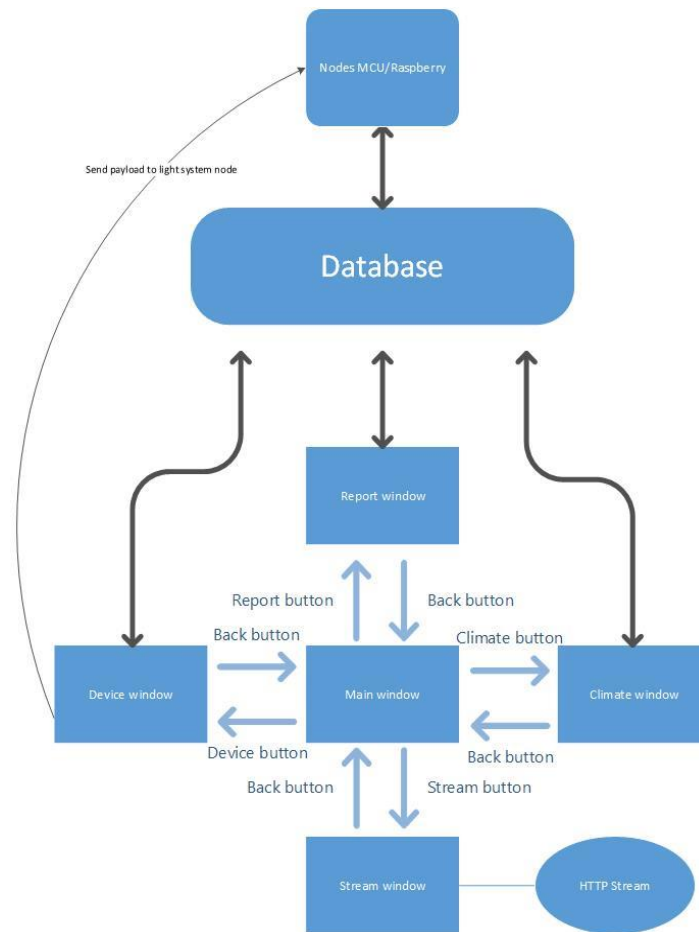 Nodes MCU/Raspberry
Send payload to light system node
Database
Report window
Report button
Back button
Back button
Climate button
Device window
Main window
Climate window
Device button
Back button
Back button
Stream button
Stream window
HTTP Stream